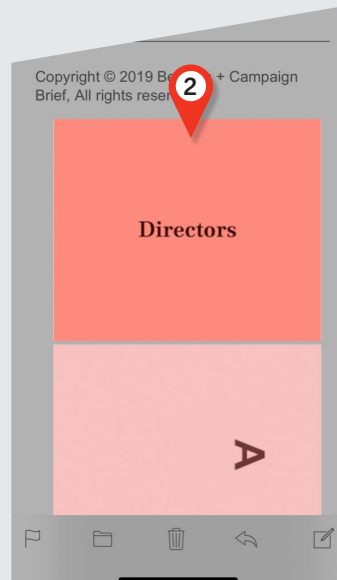 Copyright © 2019 Be + Campaign
Brief, All rights reser
2
Directors
A